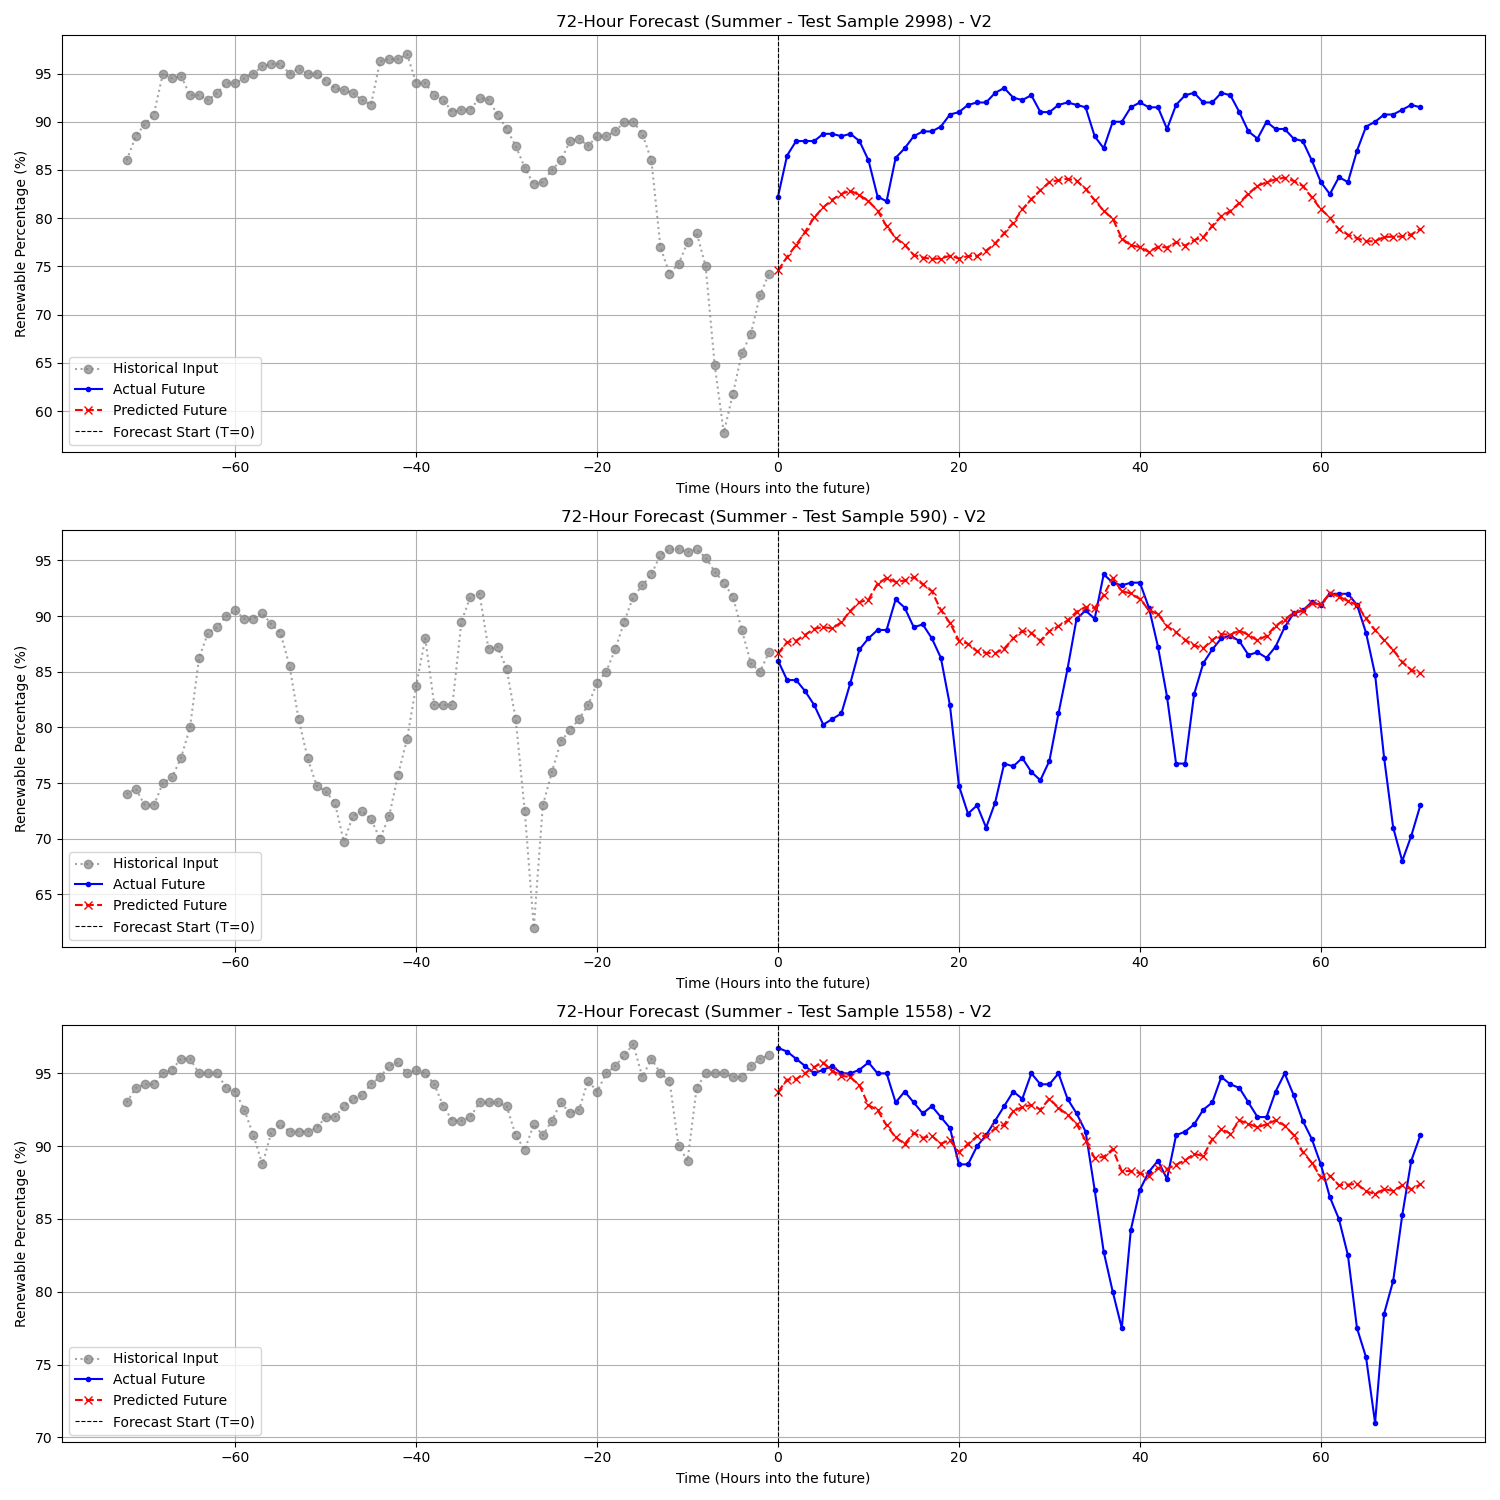 72-Hour Forecast (Summer - Test Sample 2998) - V2
Renewable Percentage (%)
95
90
85
80
75
70
65
60
Historical Input
Actual Future
Predicted Future
Forecast Start (T=0)
−60 −40 −20 0 20 40 60
Time (Hours into the future)
72-Hour Forecast (Summer - Test Sample 590) - V2
Renewable Percentage (%)
95
90
85
80
75
70
65
Historical Input
Actual Future
Predicted Future
Forecast Start (T=0)
−60 −40 −20 0 20 40 60
Time (Hours into the future)
72-Hour Forecast (Summer - Test Sample 1558) - V2
Renewable Percentage (%)
95
90
85
80
75
70
Historical Input
Actual Future
Predicted Future
Forecast Start (T=0)
−60 −40 −20 0 20 40 60
Time (Hours into the future)